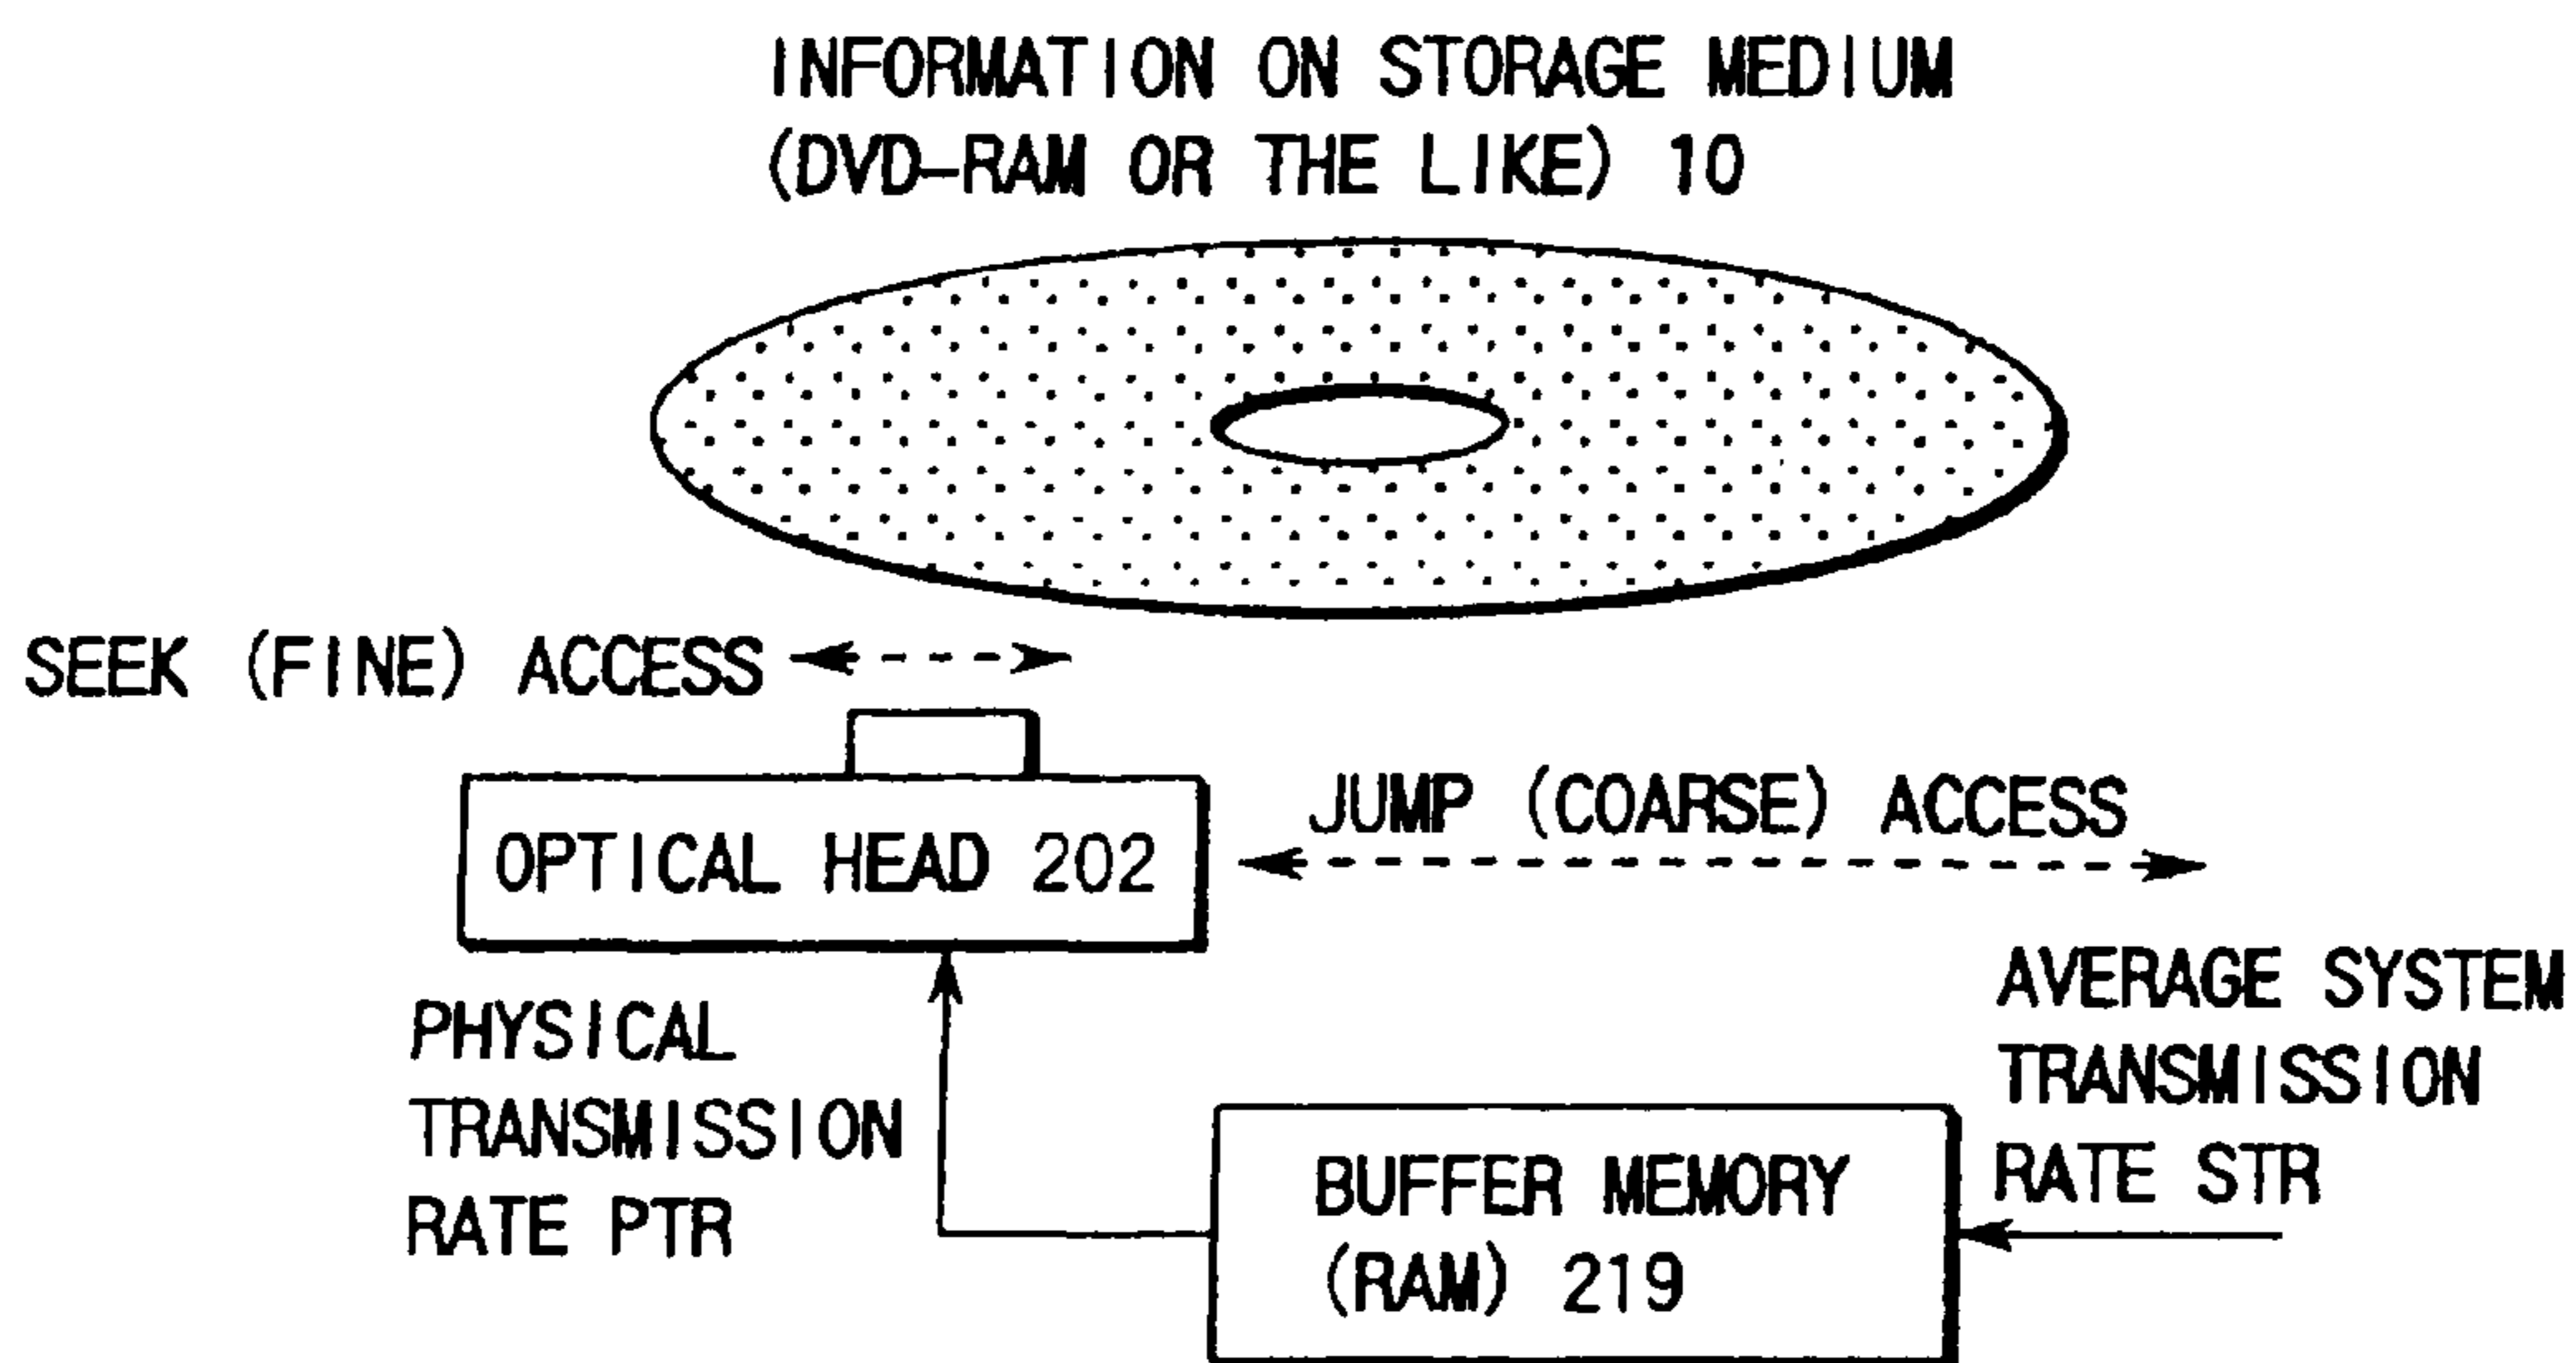 INFORMATION ON STORAGE MEDIUM
(DVD-RAM OR THE LIKE) 10
SEEK (FINE) ACCESS
JUMP (COARSE) ACCESS
OPTICAL HEAD 202
PHYSICAL
TRANSMISSION
RATE PTR
AVERAGE SYSTEM
TRANSMISSION
RATE STR
BUFFER MEMORY
(RAM) 219